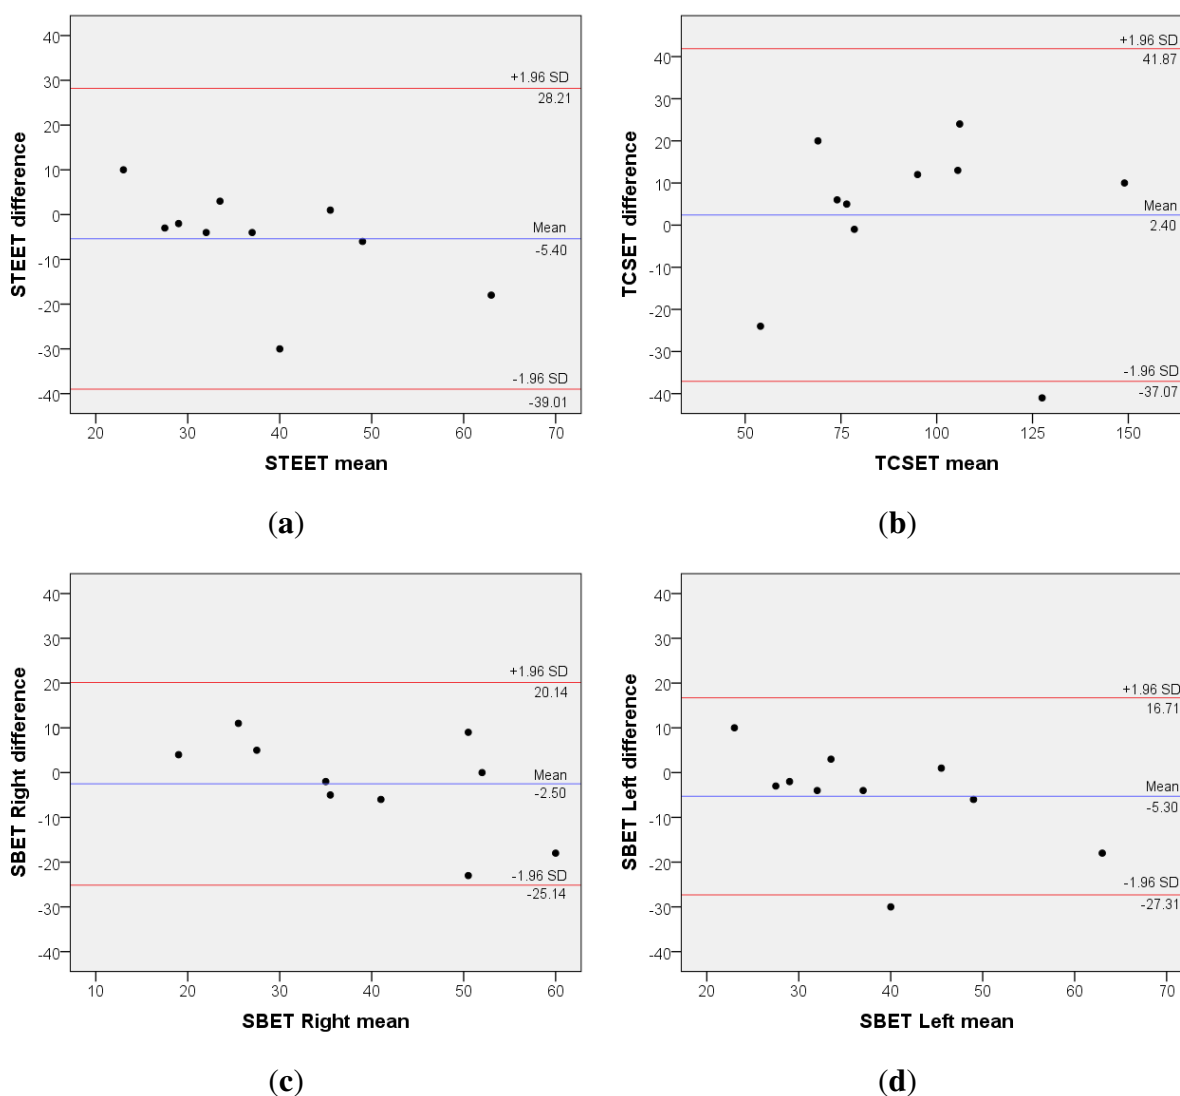 40
30
20
10
0
-10
-20
-30
-40
STEET difference
+1.96 SD
28.21
Mean
-5.40
-1.96 SD
-39.01
20 30 40 50 60 70
STEET mean
(a)
40
30
20
10
0
-10
-20
-30
-40
TCSET difference
+1.96 SD
41.87
Mean
2.40
-1.96 SD
-37.07
50 75 100 125 150
TCSET mean
(b)
40
30
20
10
0
-10
-20
-30
-40
SBET Right difference
+1.96 SD
20.14
Mean
-2.50
-1.96 SD
-25.14
10 20 30 40 50 60
SBET Right mean
(c)
40
30
20
10
0
-10
-20
-30
-40
SBET Left difference
+1.96 SD
16.71
Mean
-5.30
-1.96 SD
-27.31
20 30 40 50 60 70
SBET Left mean
(d)